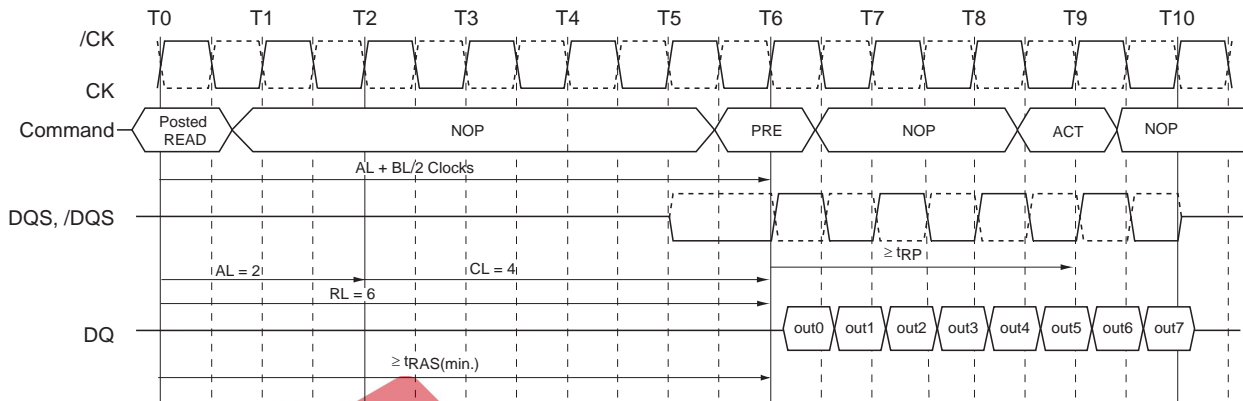 T0 T1 T2 T3 T4 T5 T6 T7 T8 T9 T10
/CK
CK
Command
Posted
READ
NOP
PRE
NOP
ACT
NOP
AL + BL/2 Clocks
DQS, /DQS
≥ tRP
AL = 2
CL = 4
RL = 6
DQ
out0 out1 out2 out3 out4 out5 out6 out7
≥ tRAS(min.)